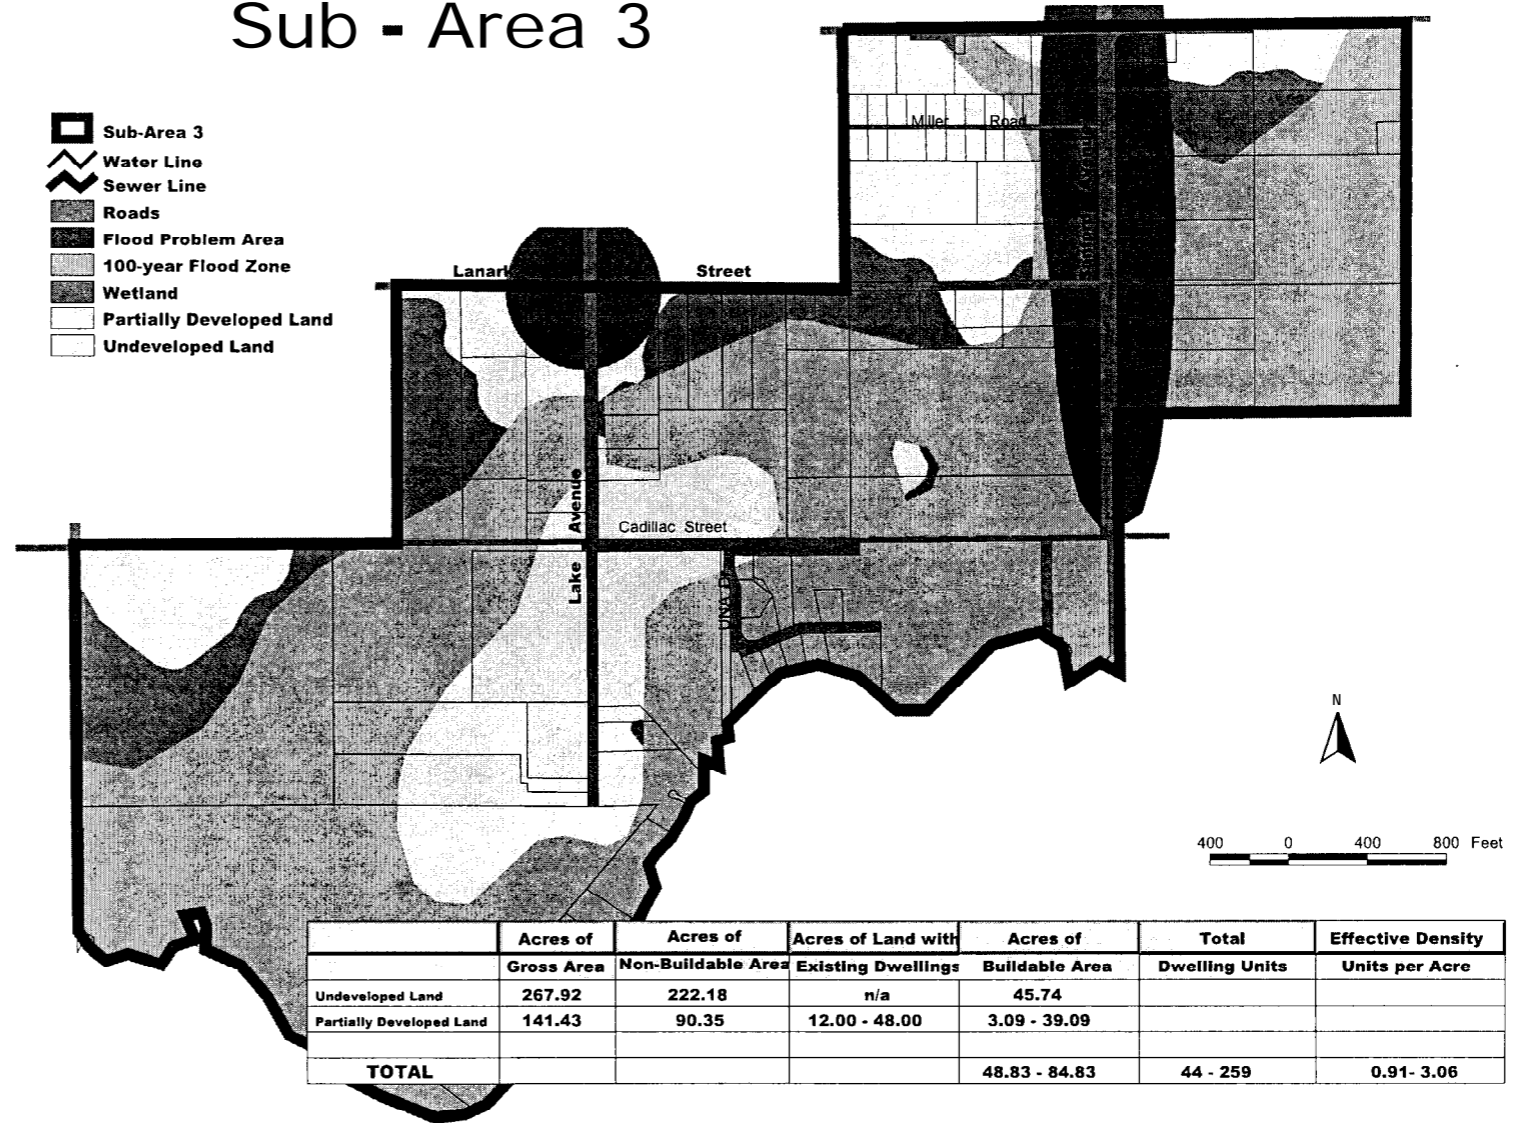 Sub - Area 3
Sub-Area 3
Water Line
Sewer Line
Roads
Flood Problem Area
100-year Flood Zone
Wetland
Partially Developed Land
Undeveloped Land
Miller Road
Lanark Street
Cadillac Street
Lake Avenue
N
400 0 400 800 Feet
Acres of Acres of Acres of Land with Acres of Total Effective Density
Gross Area Non-Buildable Area Existing Dwellings Buildable Area Dwelling Units Units per Acre
Undeveloped Land 267.92 222.18 n/a 45.74
Partially Developed Land 141.43 90.35 12.00 - 48.00 3.09 - 39.09
TOTAL 48.83 - 84.83 44 - 259 0.91- 3.06